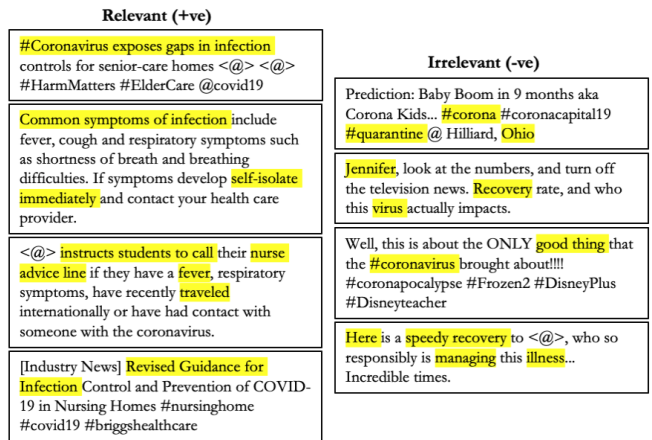 Relevant (+ve)
#Coronavirus exposes gaps in infection
controls for senior-care homes <@> <@>
#HarmMatters #ElderCare @covid19
Common symptoms of infection include
fever, cough and respiratory symptoms such
as shortness of breath and breathing
difficulties. If symptoms develop self-isolate
immediately and contact your health care
provider.
<@> instructs students to call their nurse
advice line if they have a fever, respiratory
symptoms, have recently traveled
internationally or have had contact with
someone with the coronavirus.
[Industry News] Revised Guidance for
Infection Control and Prevention of COVID-
19 in Nursing Homes #nursinghome
#covid19 #briggshealthcare
Irrelevant (-ve)
Prediction: Baby Boom in 9 months aka
Corona Kids... #corona #coronacapital19
#quarantine @ Hilliard, Ohio
Jennifer, look at the numbers, and turn off
the television news. Recovery rate, and who
this virus actually impacts.
Well, this is about the ONLY good thing that
the #coronavirus brought about!!!!
#coronapocalypse #Frozen2 #DisneyPlus
#Disneyteacher
Here is a speedy recovery to <@>, who so
responsibly is managing this illness...
Incredible times.